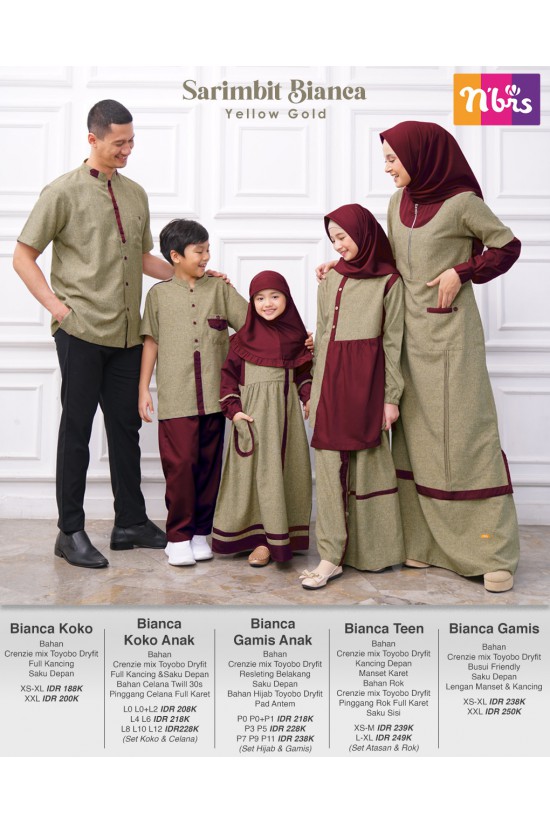 Sarimbit Bianca
Yellow Gold
n'brs
Bianca Koko
Bahan
Crenzie mix Toyobo Dryfit
Full Kancing
Saku Depan
XS-XL IDR 188K
XXL IDR 200K
Bianca
Koko Anak
Bahan
Crenzie mix Toyobo Dryfit
Full Kancing &Saku Depan
Bahan Celana Twill 30s
Pinggang Celana Full Karet
L0 L0+L2 IDR 208K
L4 L6 IDR 218K
L8 L10 L12 IDR228K
(Set Koko & Celana)
Bianca
Gamis Anak
Bahan
Crenzie mix Toyobo Dryfit
Resleting Belakang
Saku Depan
Bahan Hijab Toyobo Dryfit
Pad Antem
P0 P0+P1 IDR 218K
P3 P5 IDR 228K
P7 P9 P11 IDR 238K
(Set Hijab & Gamis)
Bianca Teen
Bahan
Crenzie mix Toyobo Dryfit
Kancing Depan
Manset Karet
Bahan Rok
Crenzie mix Toyobo Dryfit
Pinggang Rok Full Karet
Saku Sisi
XS-M IDR 239K
L-XL IDR 249K
(Set Atasan & Rok)
Bianca Gamis
Bahan
Crenzie mix Toyobo Dryfit
Busui Friendly
Saku Depan
Lengan Manset & Kancing
XS-XL IDR 238K
XXL IDR 250K